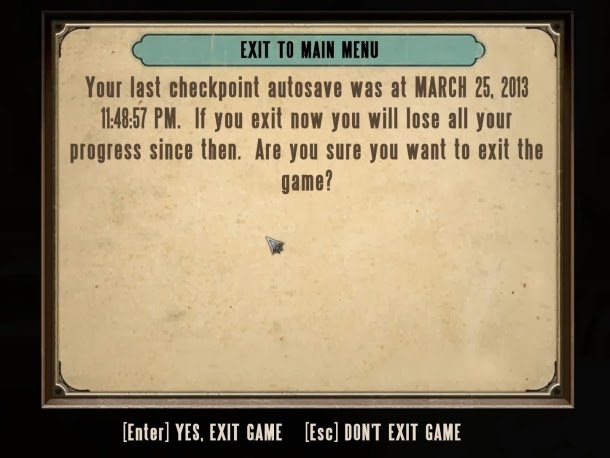 EXIT TO MAIN MENU
Your last checkpoint autosave was at MARCH 25, 2013
11:48:57 PM. If you exit now you will lose all your
progress since then. Are you sure you want to exit the
game?
[Enter] YES, EXIT GAME [Esc] DON'T EXIT GAME